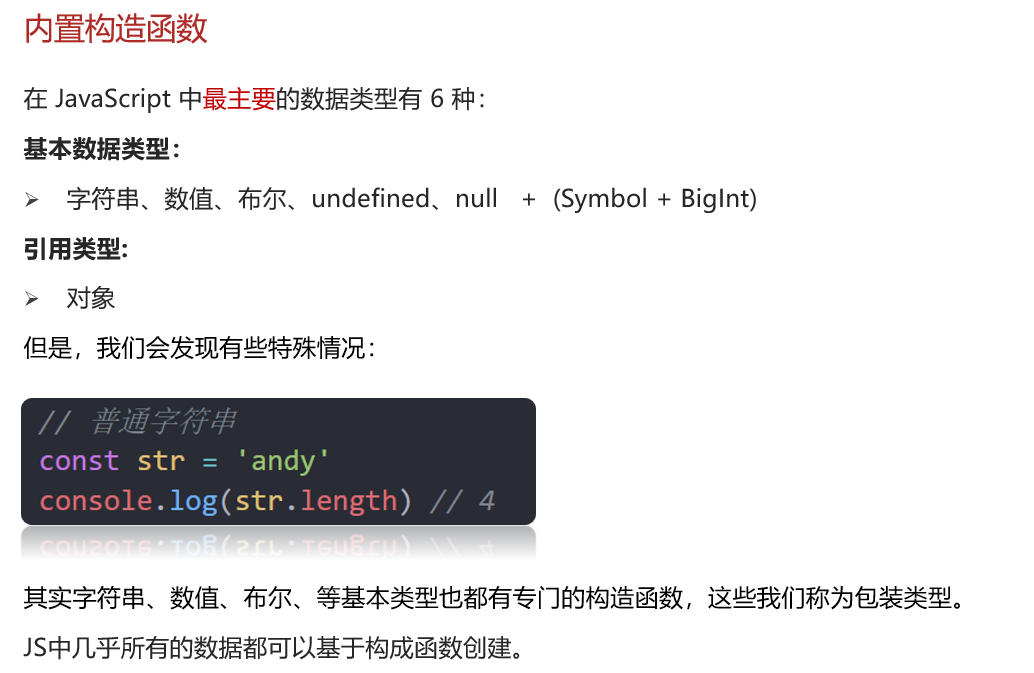 内置构造函数
在 JavaScript 中最主要的数据类型有 6 种：
基本数据类型：
➢ 字符串、数值、布尔、undefined、null + (Symbol + BigInt)
引用类型:
➢ 对象
但是，我们会发现有些特殊情况：
// 普通字符串
const str = 'andy'
console.log(str.length) // 4
其实字符串、数值、布尔、等基本类型也都有专门的构造函数，这些我们称为包装类型。
JS中几乎所有的数据都可以基于构成函数创建。